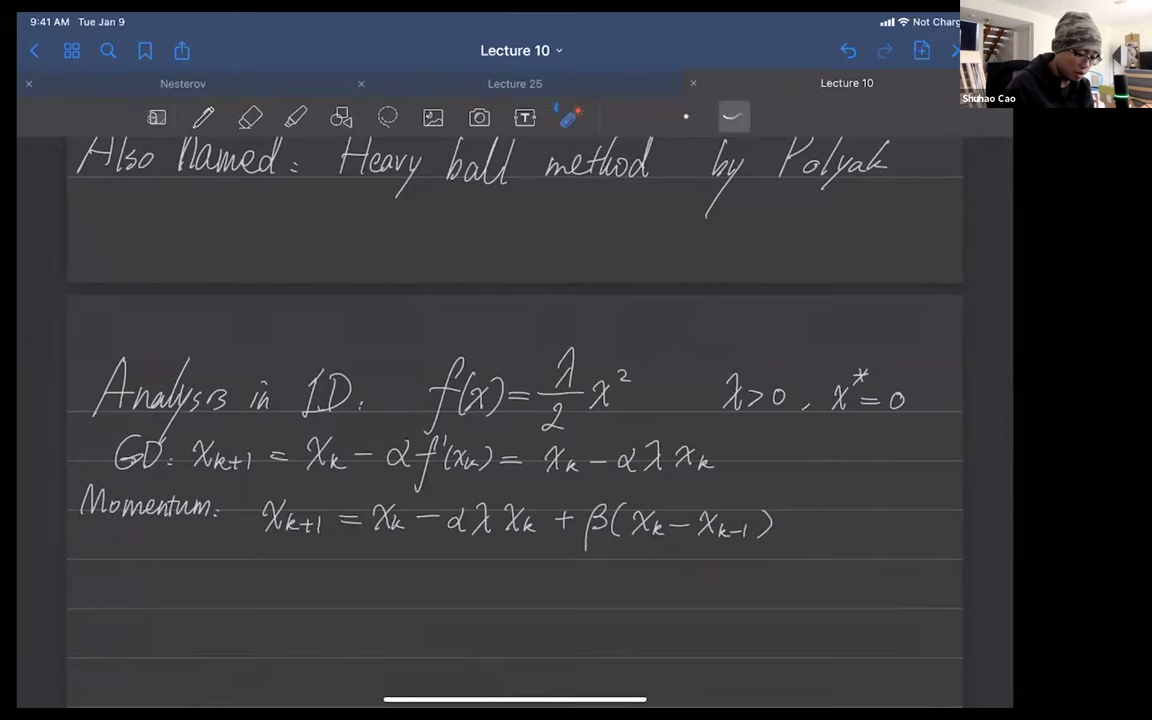 9:41 AM Tue Jan 9
Not Charg
Lecture 10
Nesterov
Lecture 25
Lecture 10
Shuhao Cao
Also Named: Heavy ball method by Polyak
Analysis in 1D: f(x) = λ/2 x² λ>0, x* = 0
GD: x_{k+1} = x_k − α f'(x_k) = x_k − αλ x_k
Momentum: x_{k+1} = x_k − αλ x_k + β(x_k − x_{k−1})